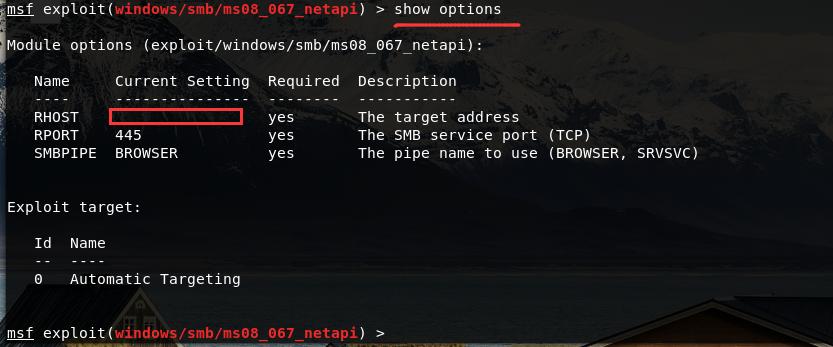 msf exploit(windows/smb/ms08_067_netapi) > show options
Module options (exploit/windows/smb/ms08_067_netapi):
Name Current Setting Required Description
---- --------------- -------- -----------
RHOST yes The target address
RPORT 445 yes The SMB service port (TCP)
SMBPIPE BROWSER yes The pipe name to use (BROWSER, SRVSVC)
Exploit target:
Id Name
-- ----
0 Automatic Targeting
msf exploit(windows/smb/ms08_067_netapi) >